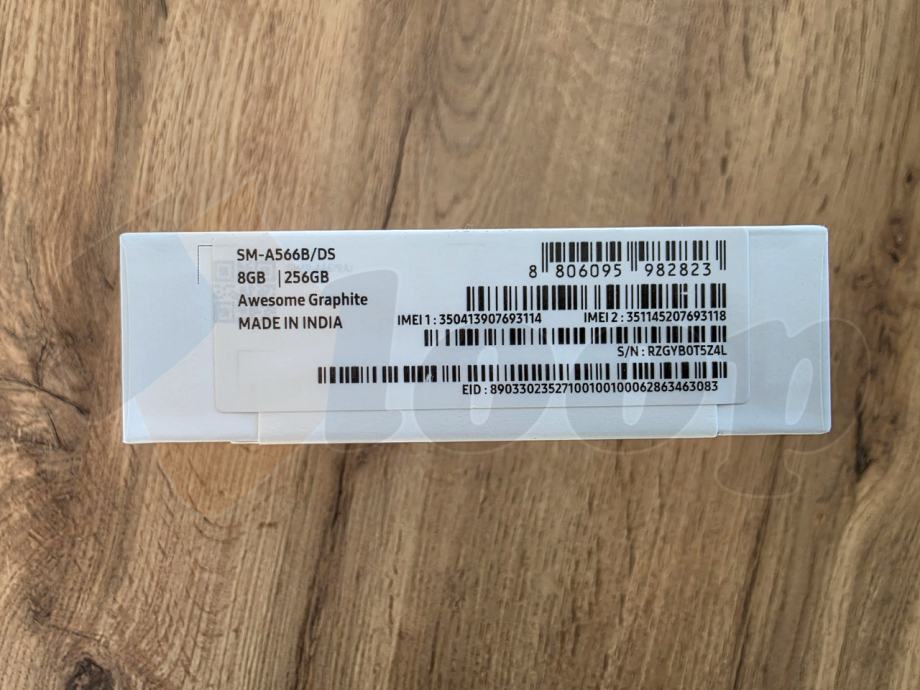 SM-A566B/DS
8GB | 256GB
Awesome Graphite
MADE IN INDIA
8 806095 982823
IMEI 1 : 350413907693114 IMEI 2 : 351145207693118
S/N : RZGYB0T5Z4L
EID : 89033023527100100100062863463083
loop